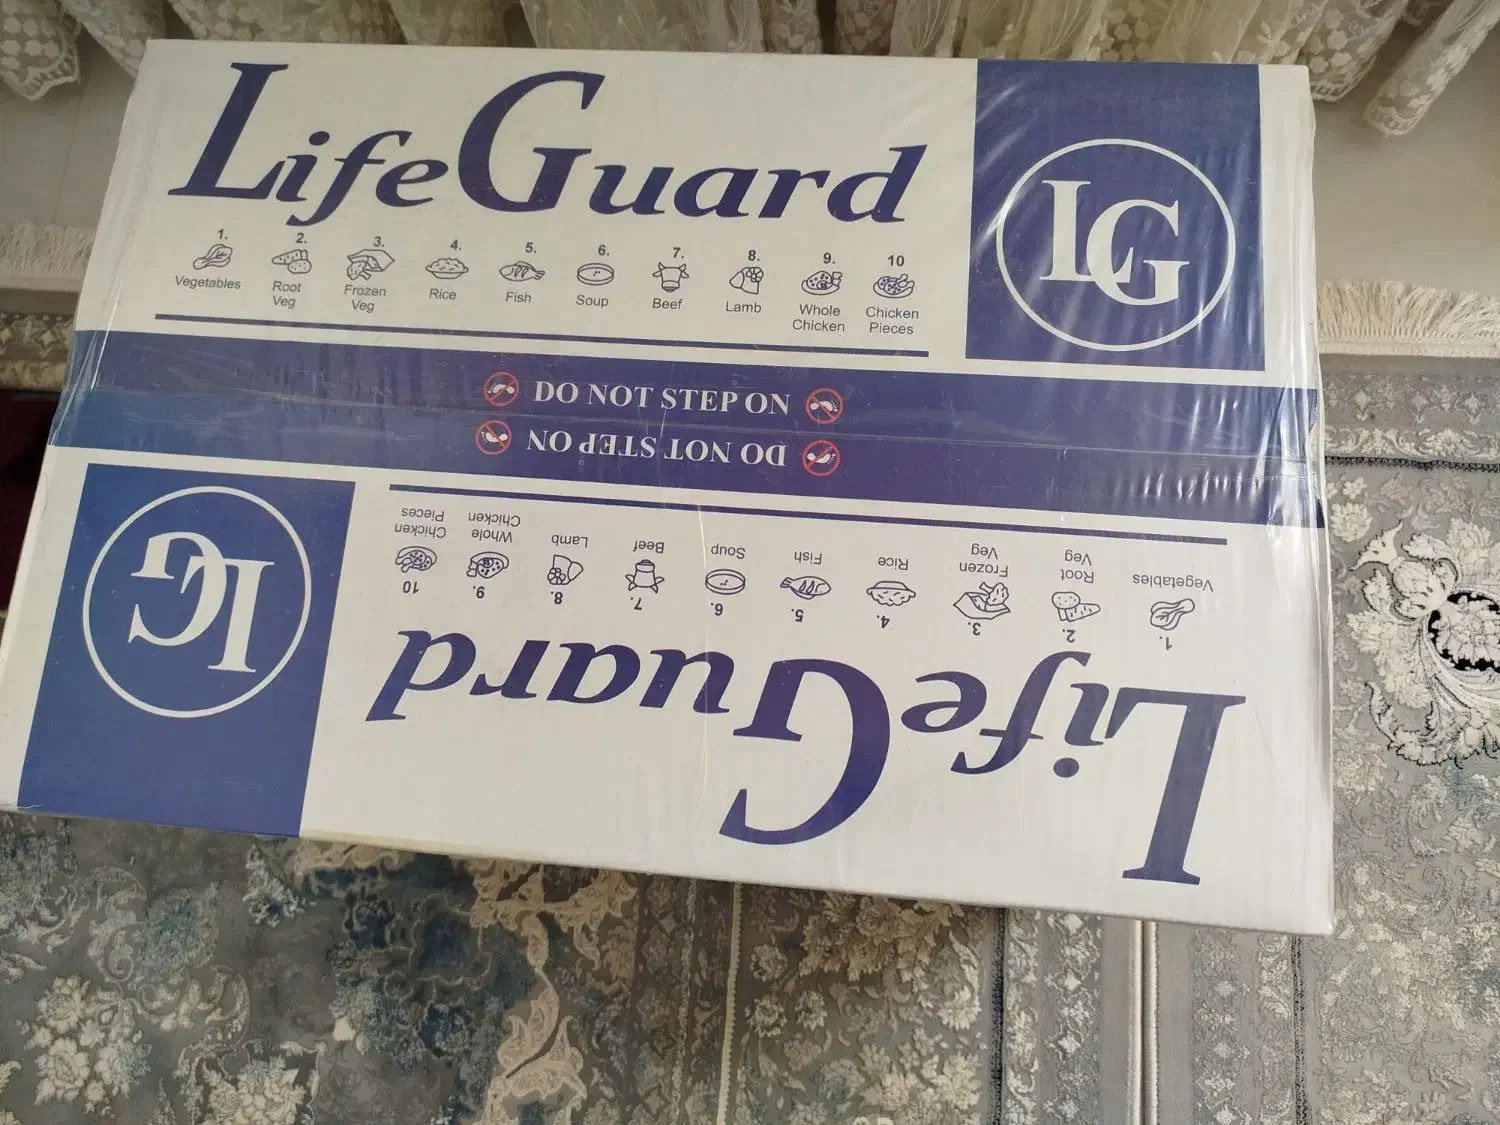 LifeGuard
LG
1. 2. 3. 4. 5. 6. 7. 8. 9. 10
Vegetables Root Veg Frozen Veg Rice Fish Soup Beef Lamb Whole Chicken Chicken Pieces
DO NOT STEP ON
DO NOT STEP ON
LifeGuard
LG
1. 2. 3. 4. 5. 6. 7. 8. 9. 10
Vegetables Root Veg Frozen Veg Rice Fish Soup Beef Lamb Whole Chicken Chicken Pieces